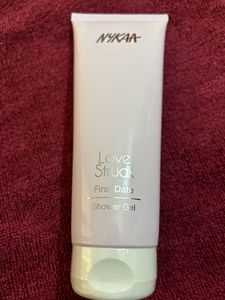 NYKAA
Love
Struck
First Date
Shower Gel